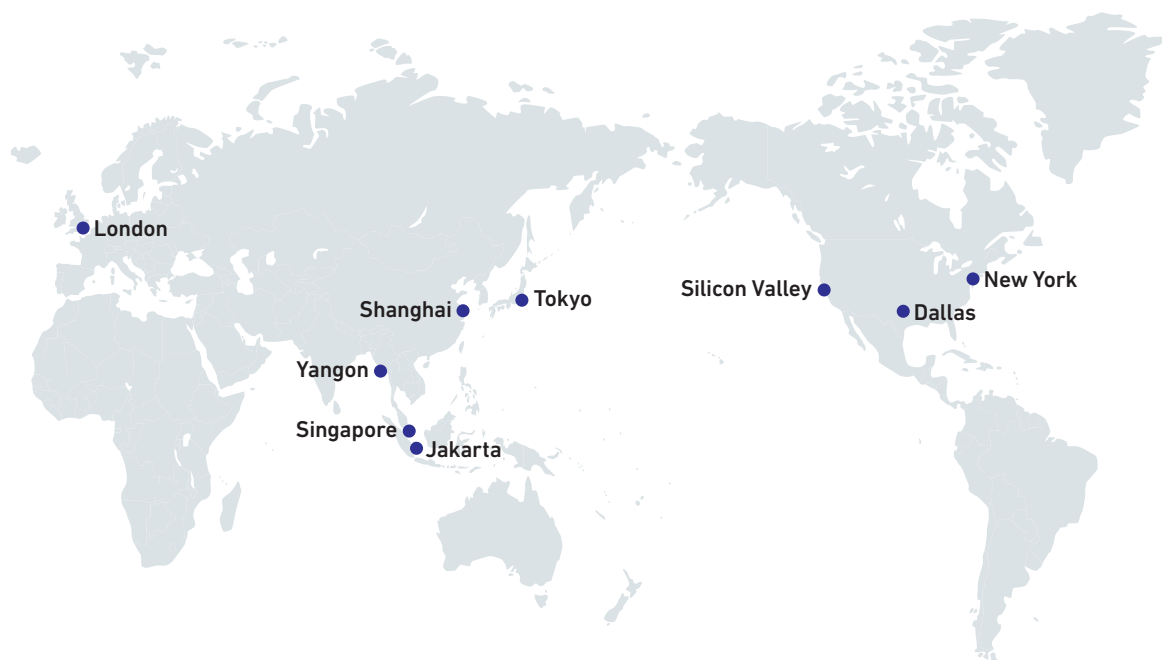 London
New York
Silicon Valley
Tokyo
Shanghai
Dallas
Yangon
Singapore
Jakarta